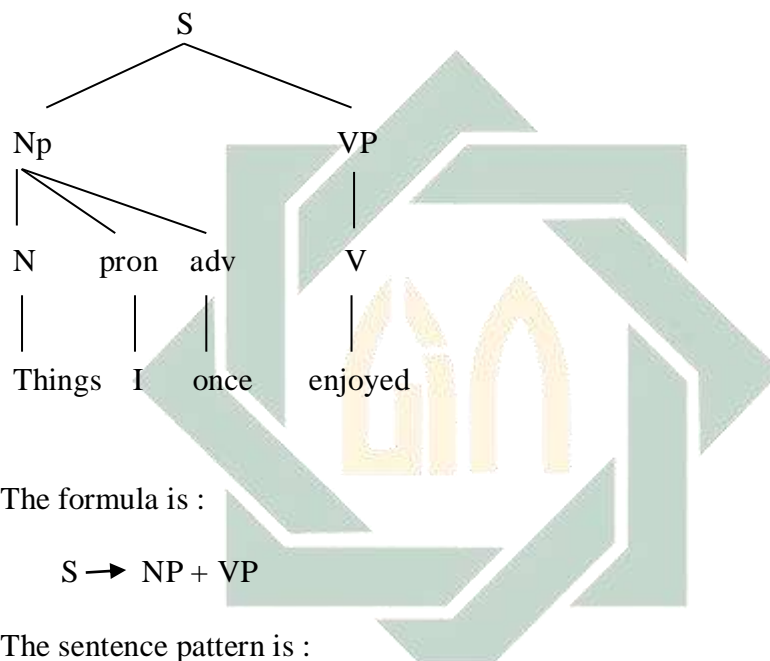 S
Np VP
N pron adv V
Things I once enjoyed
The formula is :
S → NP + VP
The sentence pattern is :